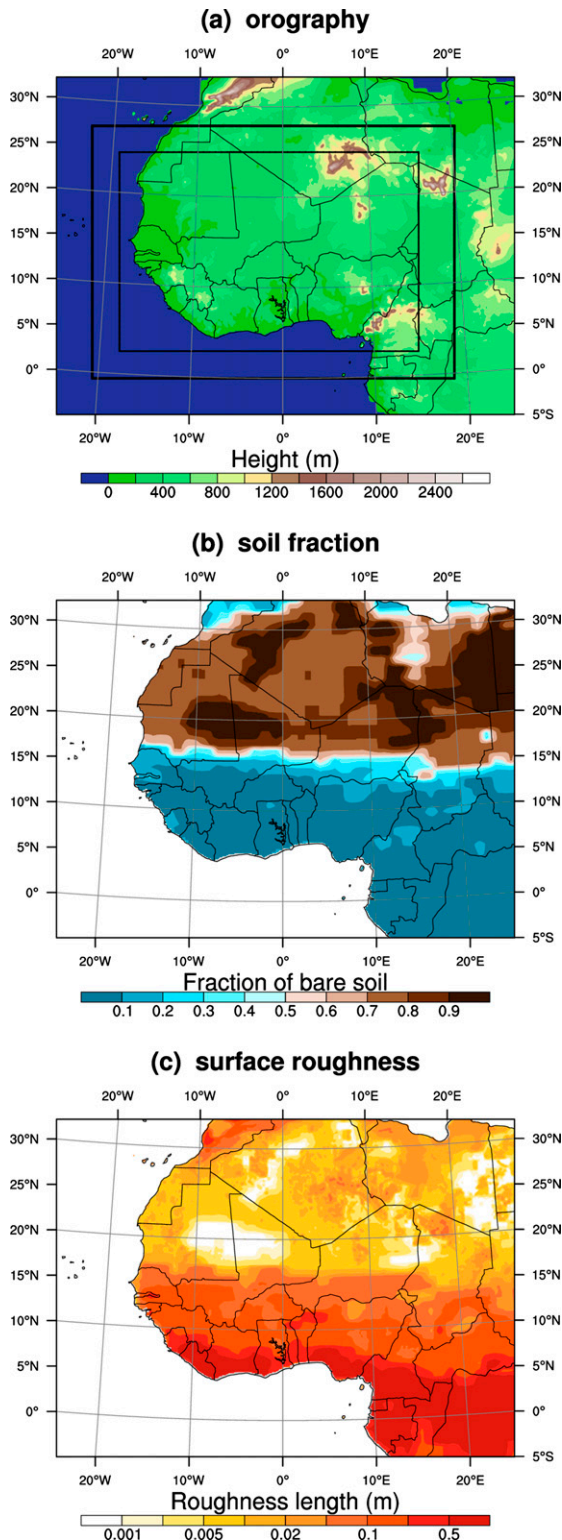 (a) orography
20°W 10°W 0° 10°E 20°E
30°N 30°N
25°N 25°N
20°N 20°N
15°N 15°N
10°N 10°N
5°N 5°N
0° 0°
5°S
20°W 10°W 0° 10°E 20°E
Height (m)
0 400 800 1200 1600 2000 2400
(b) soil fraction
20°W 10°W 0° 10°E 20°E
30°N 30°N
25°N 25°N
20°N 20°N
15°N 15°N
10°N 10°N
5°N 5°N
0° 0°
5°S
20°W 10°W 0° 10°E 20°E
Fraction of bare soil
0.1 0.2 0.3 0.4 0.5 0.6 0.7 0.8 0.9
(c) surface roughness
20°W 10°W 0° 10°E 20°E
30°N 30°N
25°N 25°N
20°N 20°N
15°N 15°N
10°N 10°N
5°N 5°N
0° 0°
5°S
20°W 10°W 0° 10°E 20°E
Roughness length (m)
0.001 0.005 0.02 0.1 0.5